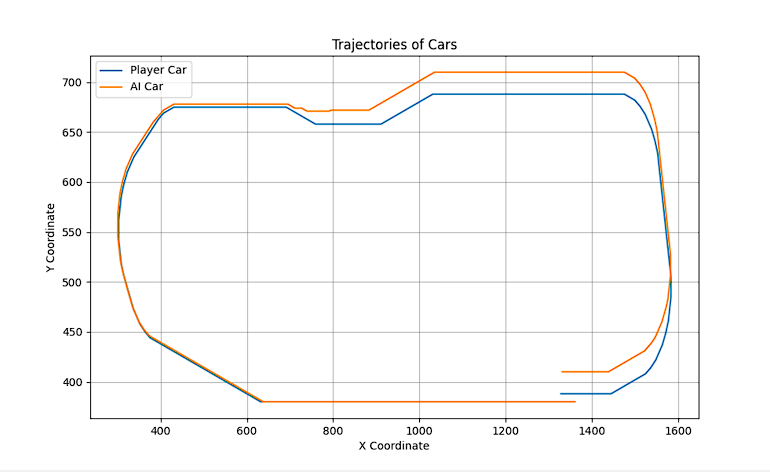 Trajectories of Cars
Player Car
AI Car
700
650
600
550
500
450
400
Y Coordinate
400 600 800 1000 1200 1400 1600
X Coordinate